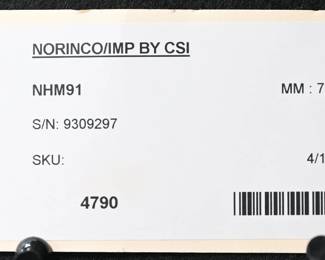 NORINCO/IMP BY CSI
NHM91 MM : 7
S/N: 9309297
SKU: 4/1
4790